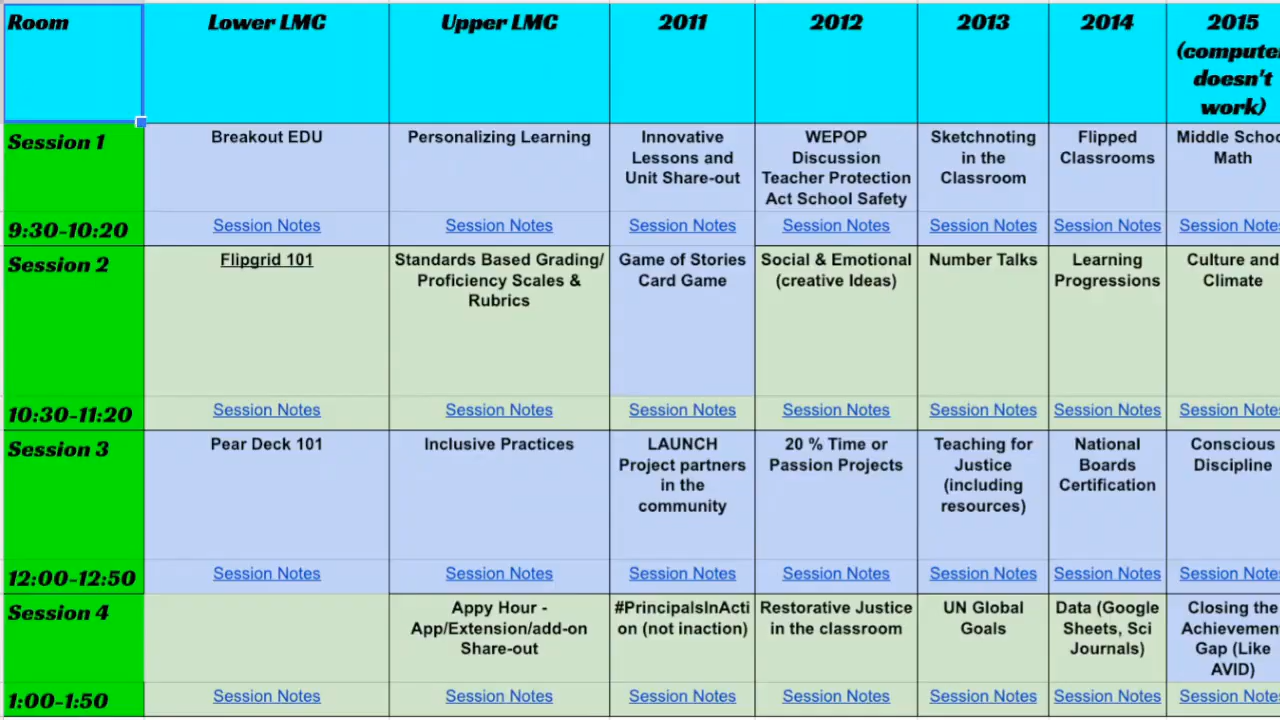 Room Lower LMC Upper LMC 2011 2012 2013 2014 2015
(compute
doesn't
work)
Session 1 Breakout EDU Personalizing Learning Innovative WEPOP Sketchnoting Flipped Middle Schoo
Lessons and Discussion in the Classrooms Math
Unit Share-out Teacher Protection Classroom
Act School Safety
9:30-10:20 Session Notes Session Notes Session Notes Session Notes Session Notes Session Notes Session Notes
Session 2 Flipgrid 101 Standards Based Grading/ Game of Stories Social & Emotional Number Talks Learning Culture and
Proficiency Scales & Card Game (creative Ideas) Progressions Climate
Rubrics
10:30-11:20 Session Notes Session Notes Session Notes Session Notes Session Notes Session Notes Session Notes
Session 3 Pear Deck 101 Inclusive Practices LAUNCH 20 % Time or Teaching for National Conscious
Project partners Passion Projects Justice Boards Discipline
in the (including Certification
community resources)
12:00-12:50 Session Notes Session Notes Session Notes Session Notes Session Notes Session Notes Session Notes
Session 4 Appy Hour - #PrincipalsInActi Restorative Justice UN Global Data (Google Closing the
App/Extension/add-on on (not inaction) in the classroom Goals Sheets, Sci Achievemen
Share-out Journals) Gap (Like
AVID)
1:00-1:50 Session Notes Session Notes Session Notes Session Notes Session Notes Session Notes Session Notes